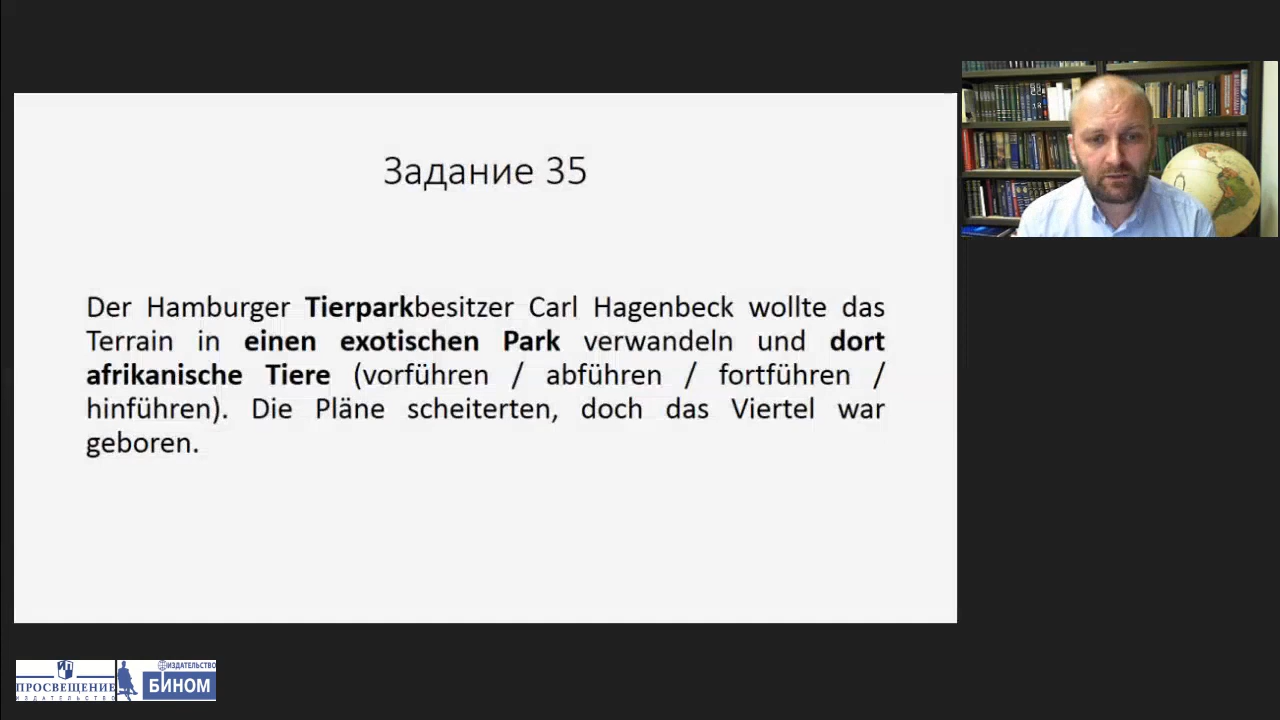 Задание 35
Der Hamburger Tierparkbesitzer Carl Hagenbeck wollte das
Terrain in einen exotischen Park verwandeln und dort
afrikanische Tiere (vorführen / abführen / fortführen /
hinführen). Die Pläne scheiterten, doch das Viertel war
geboren.
ПРОСВЕЩЕНИЕ
ИЗДАТЕЛЬСТВО
ИЗДАТЕЛЬСТВО
БИНОМ